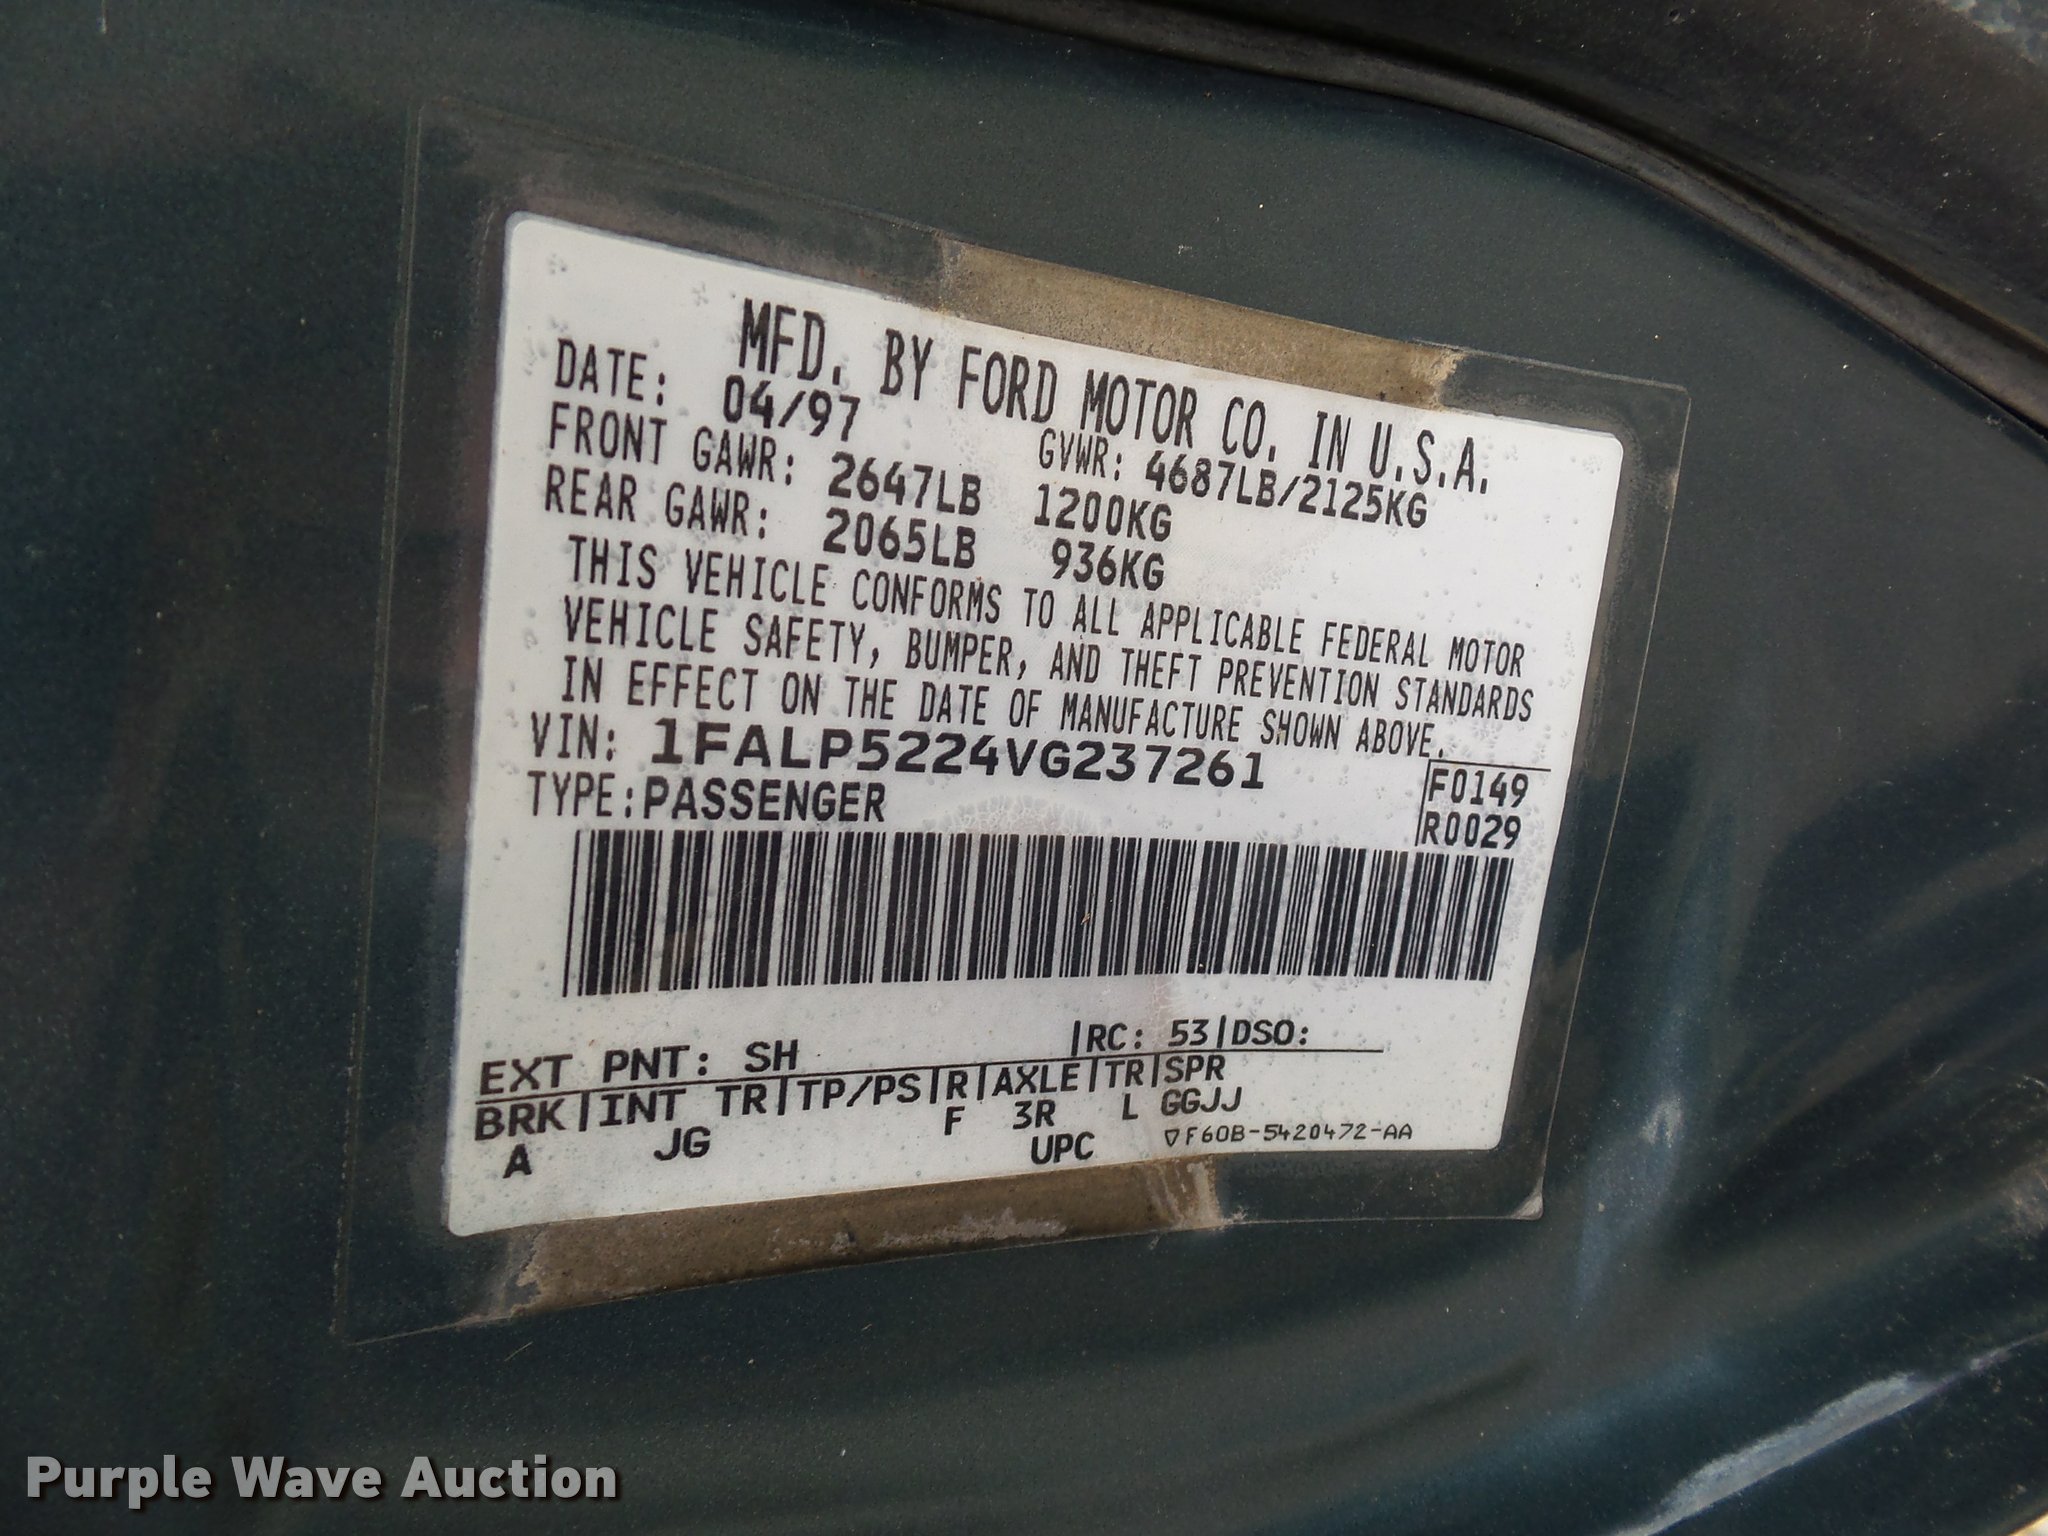 MFD. BY FORD MOTOR CO. IN U.S.A.
DATE: 04/97 GVWR: 4687LB/2125KG
FRONT GAWR: 2647LB 1200KG
REAR GAWR: 2065LB 936KG
THIS VEHICLE CONFORMS TO ALL APPLICABLE FEDERAL MOTOR
VEHICLE SAFETY, BUMPER, AND THEFT PREVENTION STANDARDS
IN EFFECT ON THE DATE OF MANUFACTURE SHOWN ABOVE.
VIN: 1FALP5224VG237261
TYPE:PASSENGER
F0149
R0029
EXT PNT: SH |RC: 53|DSO:
BRK|INT TR|TP/PS|R|AXLE|TR|SPR
A JG F 3R L GGJJ
UPC ▽F60B-5420472-AA
Purple Wave Auction